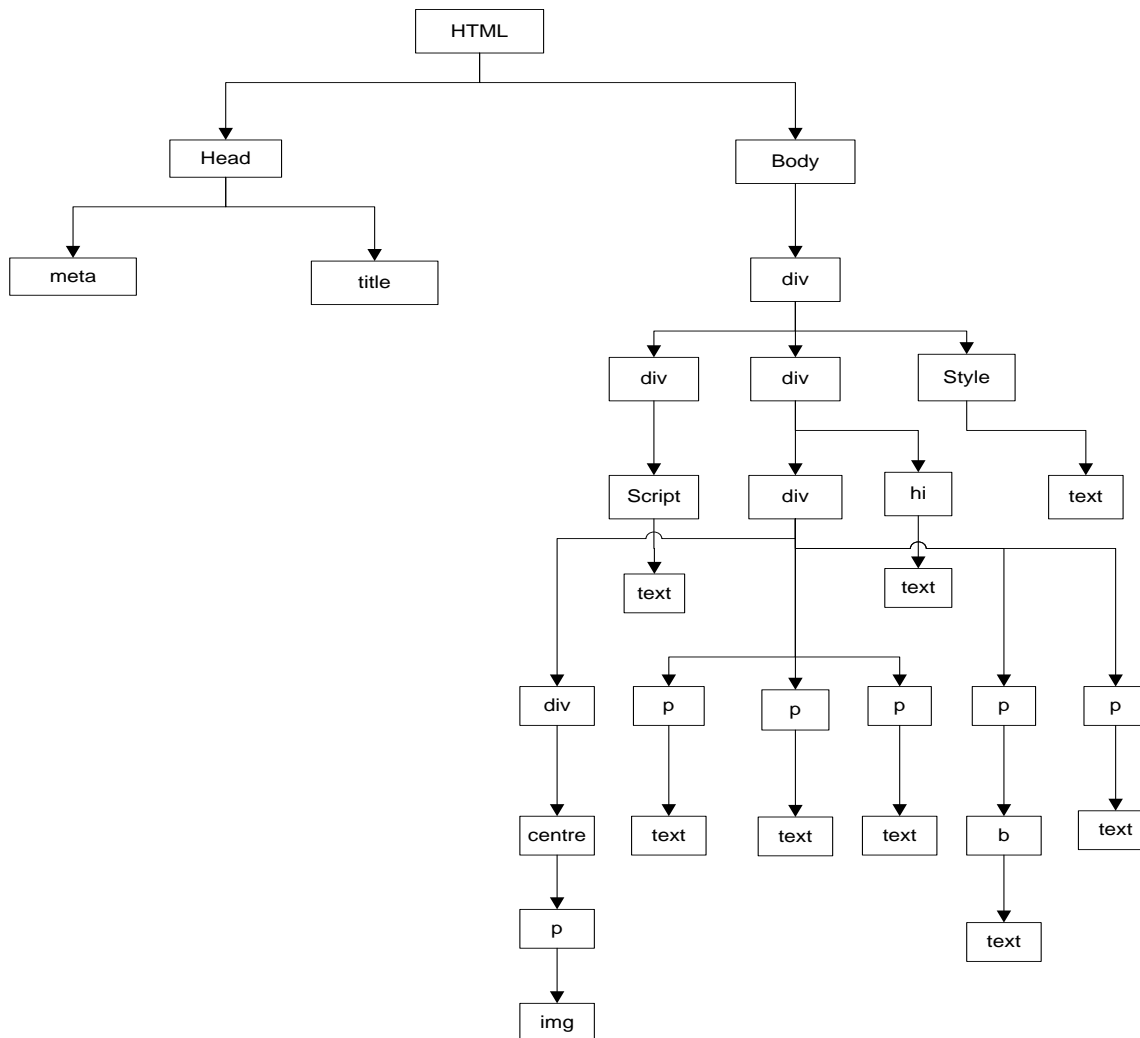 HTML
Head
Body
meta
title
div
div
div
Style
Script
div
hi
text
text
text
div
p
p
p
p
p
centre
text
text
text
b
text
p
text
img